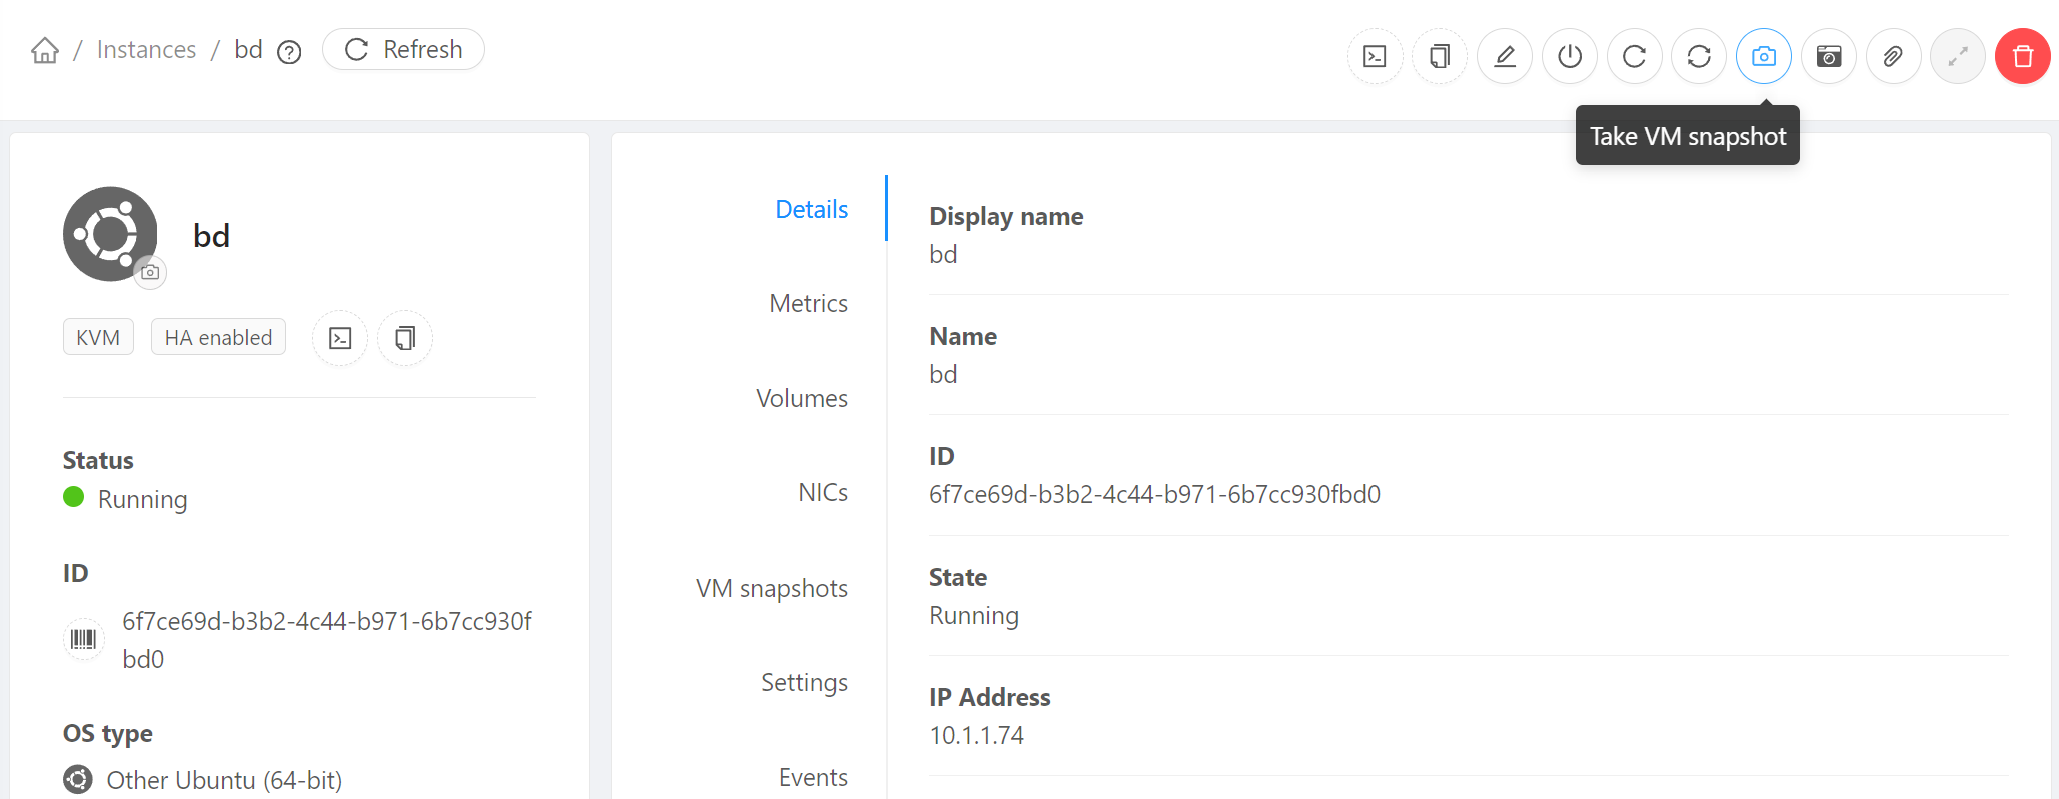 / Instances / bd Refresh
Take VM snapshot
bd
KVM HA enabled
Status
Running
ID
6f7ce69d-b3b2-4c44-b971-6b7cc930f
bd0
OS type
Other Ubuntu (64-bit)
Details
Metrics
Volumes
NICs
VM snapshots
Settings
Events
Display name
bd
Name
bd
ID
6f7ce69d-b3b2-4c44-b971-6b7cc930fbd0
State
Running
IP Address
10.1.1.74